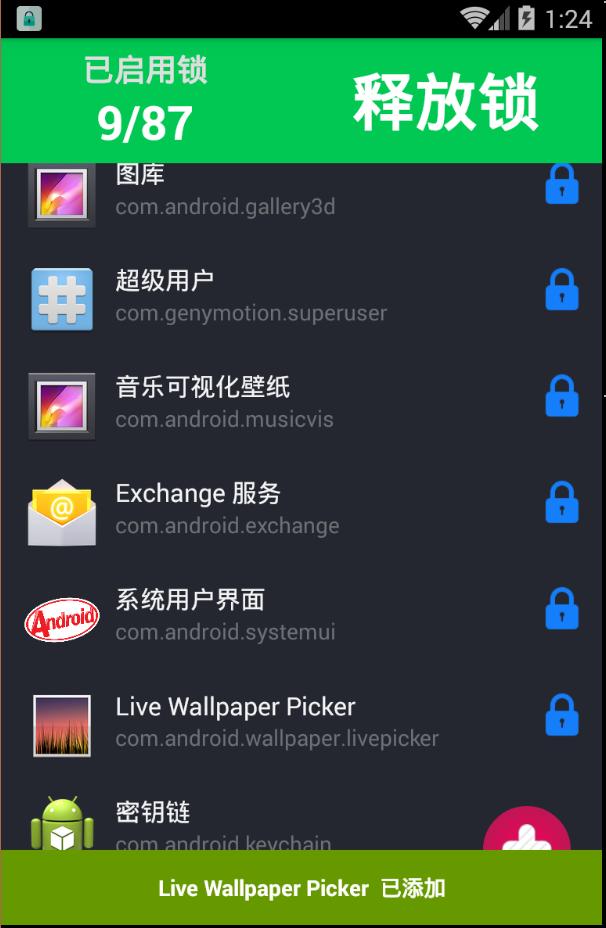 1:24
已启用锁
9/87
释放锁
图库
com.android.gallery3d
超级用户
com.genymotion.superuser
音乐可视化壁纸
com.android.musicvis
Exchange 服务
com.android.exchange
系统用户界面
com.android.systemui
Android
Live Wallpaper Picker
com.android.wallpaper.livepicker
密钥链
com.android.keychain
Live Wallpaper Picker 已添加